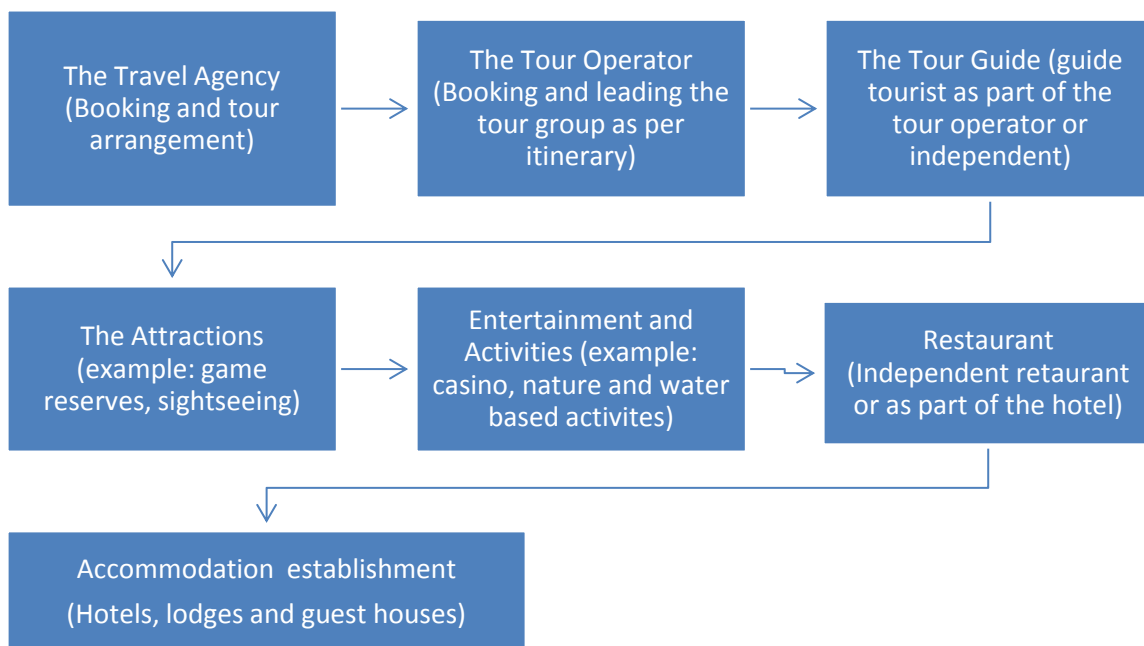 The Travel Agency
(Booking and tour
arrangement)
The Tour Operator
(Booking and leading the
tour group as per
itinerary)
The Tour Guide (guide
tourist as part of the
tour operator or
independent)
The Attractions
(example: game
reserves, sightseeing)
Entertainment and
Activities (example:
casino, nature and water
based activites)
Restaurant
(Independent retaurant
or as part of the hotel)
Accommodation establishment
(Hotels, lodges and guest houses)